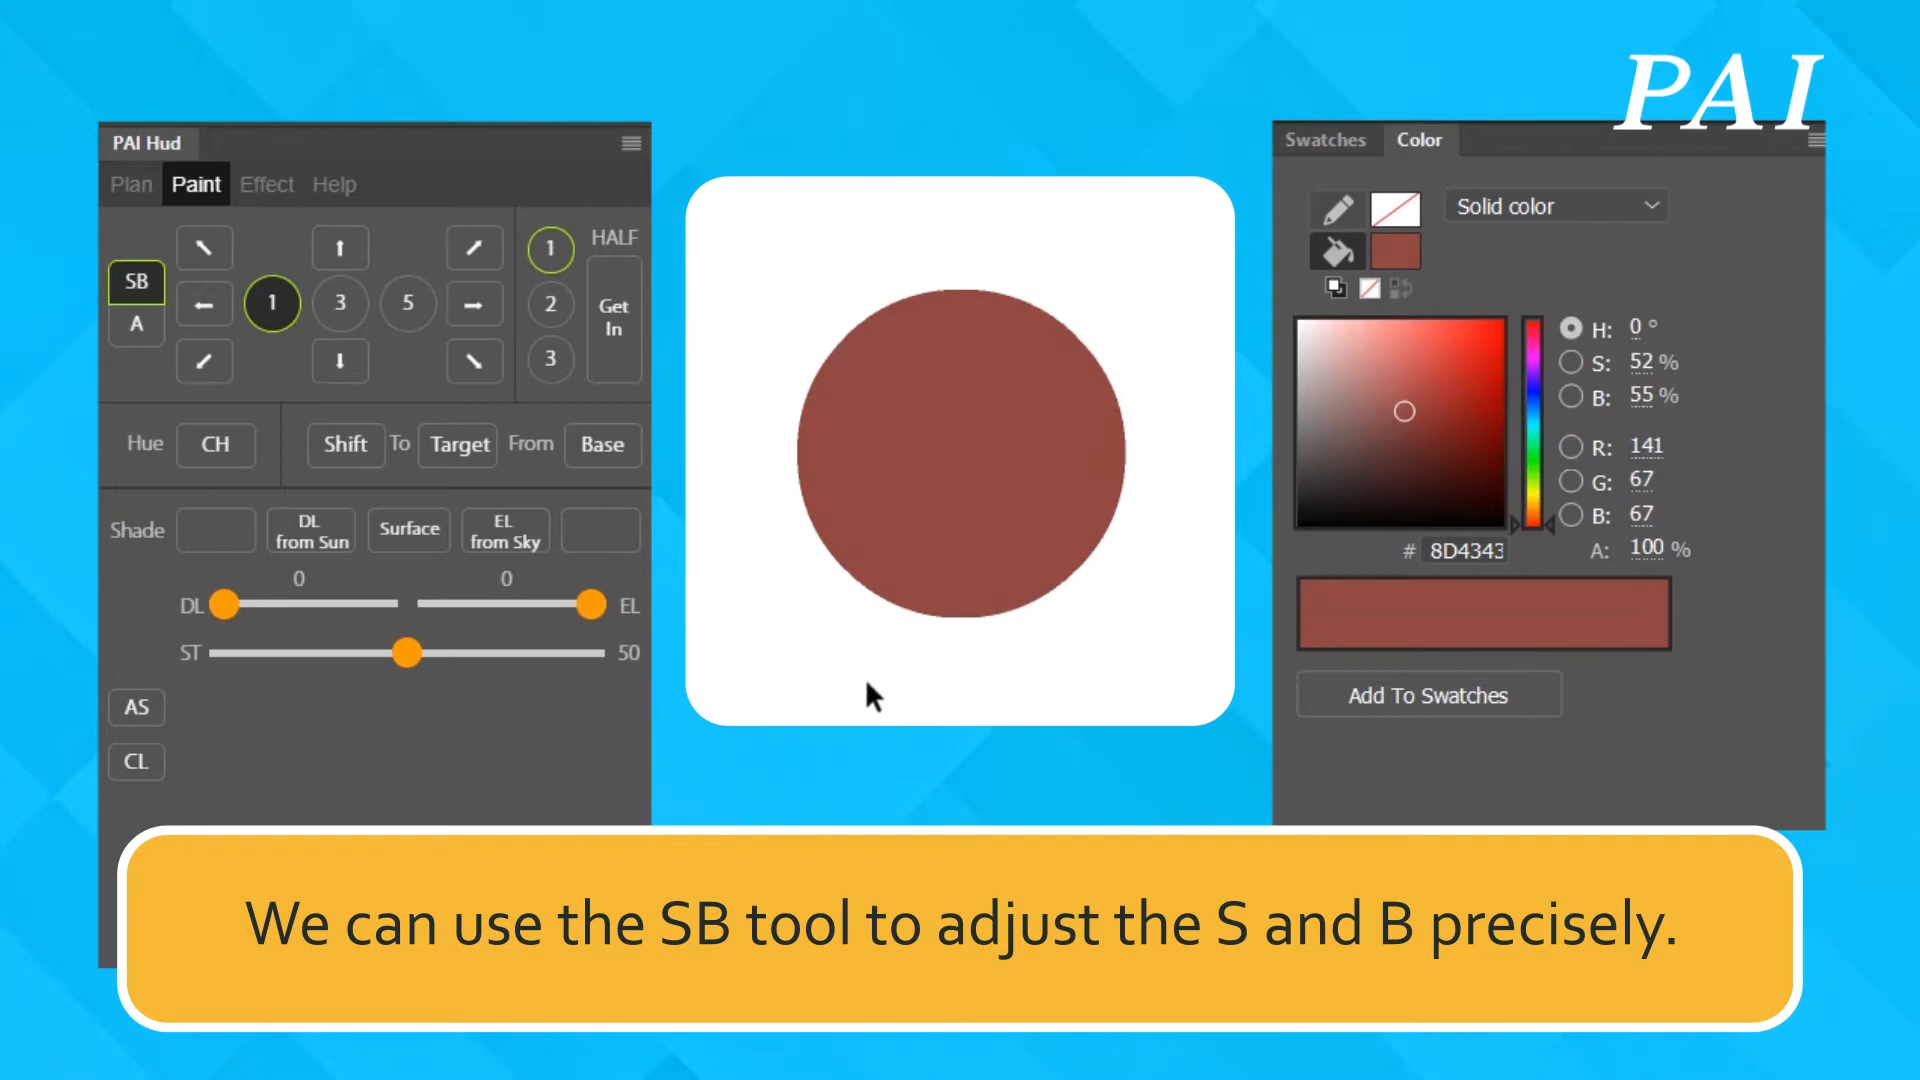 PAI
PAI Hud
Plan Paint Effect Help
SB
A
1 3 5
1
2
3
HALF
Get
In
Hue CH Shift To Target From Base
Shade
DL
from Sun
Surface
EL
from Sky
0 0
DL EL
ST 50
AS
CL
Swatches Color
Solid color
H: 0 °
S: 52 %
B: 55 %
R: 141
G: 67
B: 67
# 8D4343
A: 100 %
Add To Swatches
We can use the SB tool to adjust the S and B precisely.